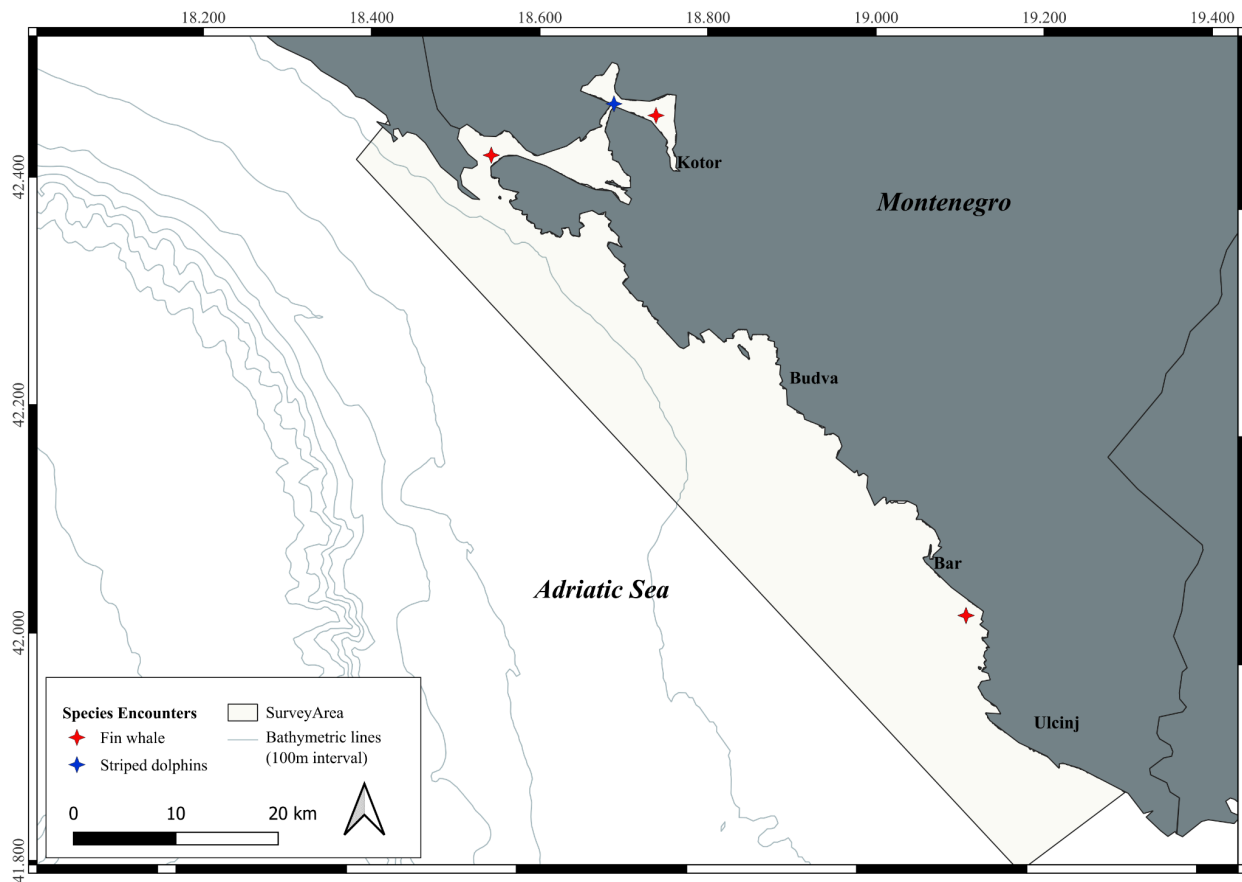 18.200 18.400 18.600 18.800 19.000 19.200 19.400
42.400
42.200
42.000
41.800
Kotor
Montenegro
Budva
Bar
Adriatic Sea
Ulcinj
Species Encounters
Fin whale
Striped dolphins
SurveyArea
Bathymetric lines
(100m interval)
0 10 20 km